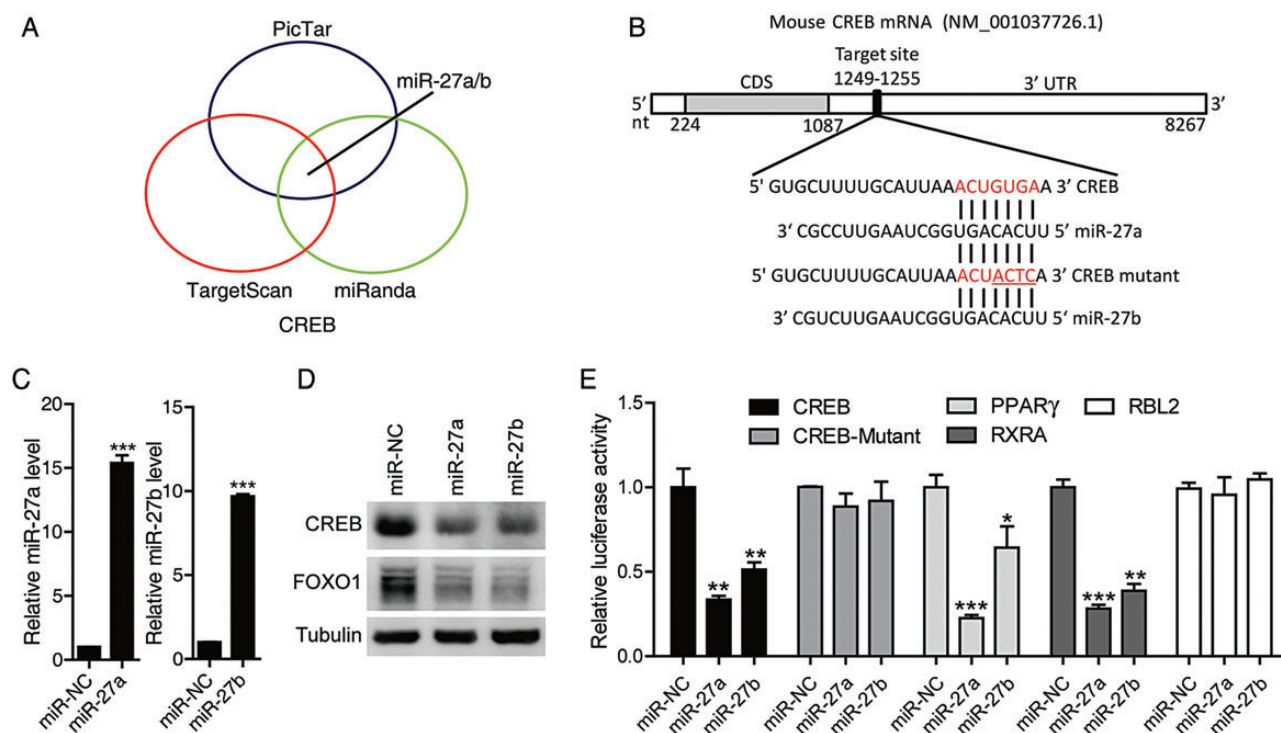 A
PicTar
miR-27a/b
TargetScan
miRanda
CREB
B
Mouse CREB mRNA (NM_001037726.1)
Target site
1249-1255
CDS
3' UTR
5'
3'
nt
224
1087
8267
5' GUGCUUUUGCAUUAAACUGUGAA 3' CREB
3' CGCCUUGAAUCGGUGACACUU 5' miR-27a
5' GUGCUUUUGCAUUAAACUACTCA 3' CREB mutant
3' CGUCUUGAAUCGGUGACACUU 5' miR-27b
C
Relative miR-27a level
20
15
10
5
0
***
miR-NC
miR-27a
Relative miR-27b level
15
10
5
0
***
miR-NC
miR-27b
D
miR-NC
miR-27a
miR-27b
CREB
FOXO1
Tubulin
E
Relative luciferase activity
1.5
1.0
0.5
0.0
CREB
CREB-Mutant
PPARγ
RXRA
RBL2
**
**
***
*
***
**
miR-NC
miR-27a
miR-27b
miR-NC
miR-27a
miR-27b
miR-NC
miR-27a
miR-27b
miR-NC
miR-27a
miR-27b
miR-NC
miR-27a
miR-27b